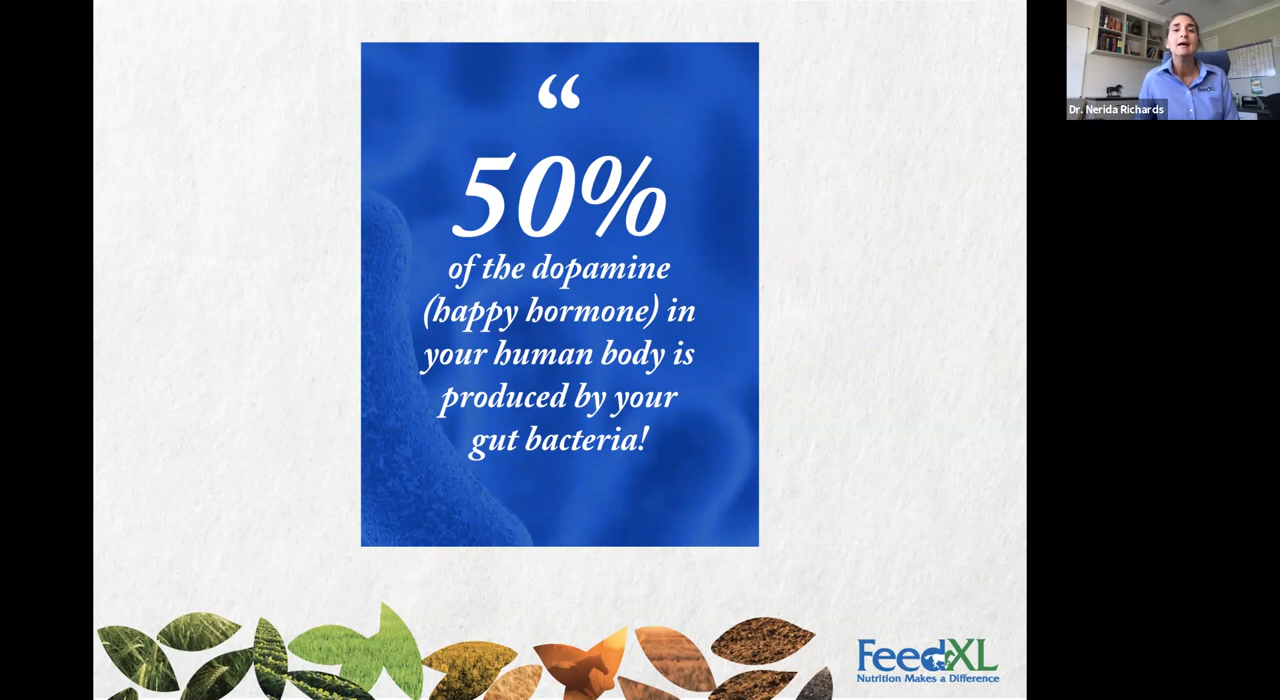 “
50%
of the dopamine
(happy hormone) in
your human body is
produced by your
gut bacteria!
FeedXL
Nutrition Makes a Difference
FeedXL
Dr. Nerida Richards